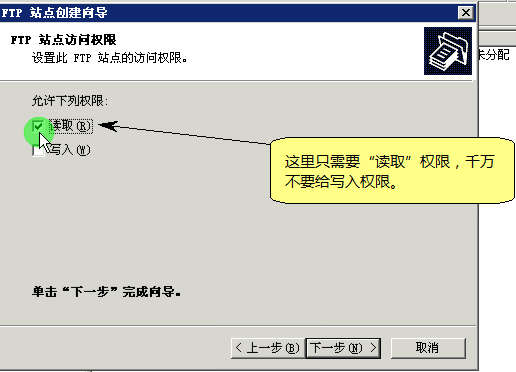 FTP 站点创建向导
FTP 站点访问权限
设置此 FTP 站点的访问权限。
未分配
允许下列权限:
读取(R)
写入(W)
这里只需要“读取”权限，千万
不要给写入权限。
单击“下一步”完成向导。
< 上一步(B)
下一步(N) >
取消